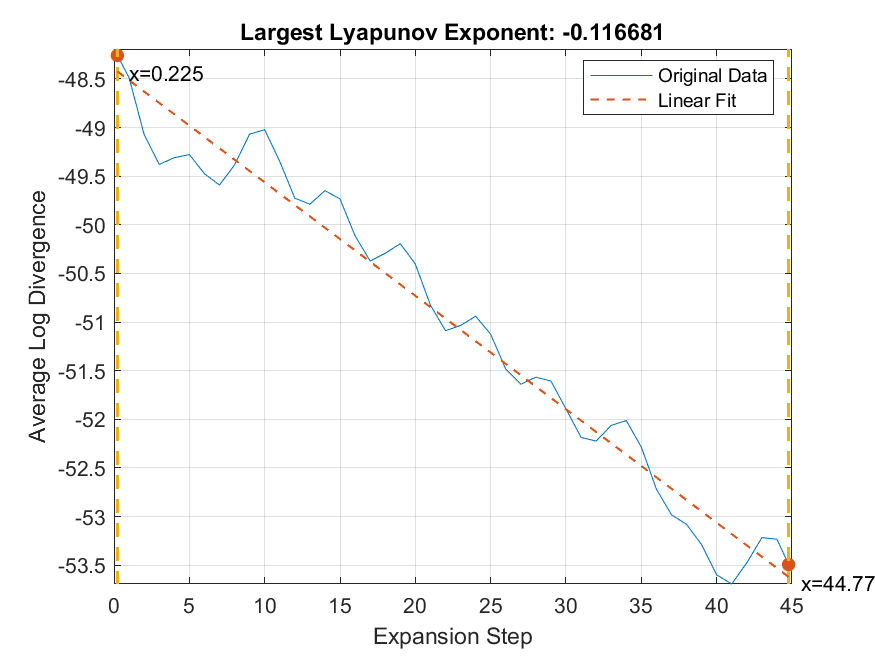 Largest Lyapunov Exponent: -0.116681
x=0.225
Original Data
Linear Fit
-48.5
-49
-49.5
-50
-50.5
-51
-51.5
-52
-52.5
-53
-53.5
Average Log Divergence
x=44.77
0 5 10 15 20 25 30 35 40 45
Expansion Step